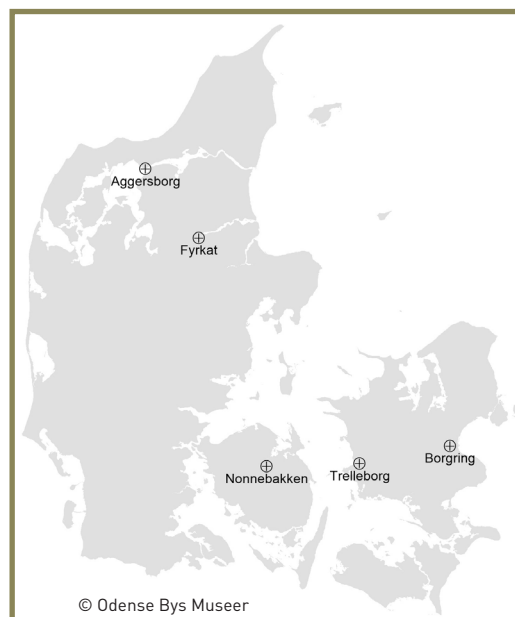 Aggersborg
Fyrkat
Borgring
Trelleborg
Nonnebakken
© Odense Bys Museer